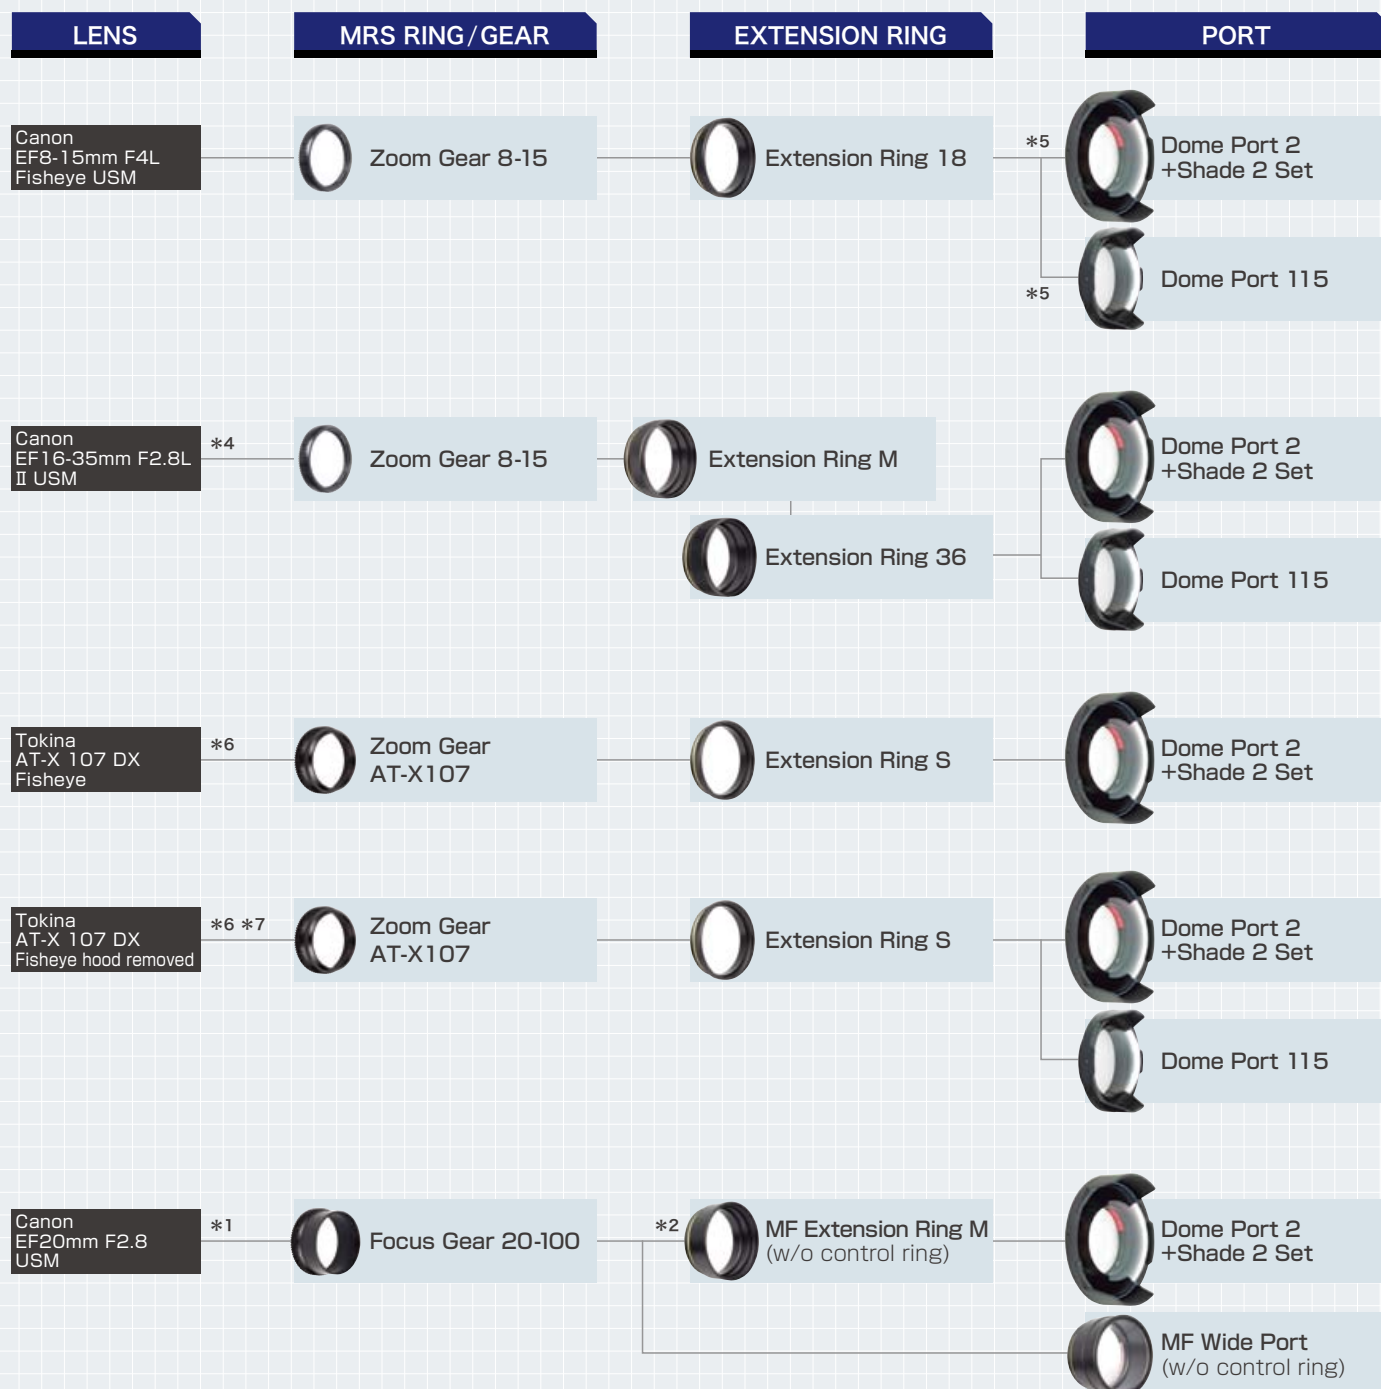 LENS
MRS RING/GEAR
EXTENSION RING
PORT
Canon
EF8-15mm F4L
Fisheye USM
Zoom Gear 8-15
Extension Ring 18
*5
Dome Port 2
+Shade 2 Set
*5
Dome Port 115
Canon
EF16-35mm F2.8L
II USM
*4
Zoom Gear 8-15
Extension Ring M
Extension Ring 36
Dome Port 2
+Shade 2 Set
Dome Port 115
Tokina
AT-X 107 DX
Fisheye
*6
Zoom Gear
AT-X107
Extension Ring S
Dome Port 2
+Shade 2 Set
Tokina
AT-X 107 DX
Fisheye hood removed
*6 *7
Zoom Gear
AT-X107
Extension Ring S
Dome Port 2
+Shade 2 Set
Dome Port 115
Canon
EF20mm F2.8
USM
*1
Focus Gear 20-100
*2
MF Extension Ring M
(w/o control ring)
Dome Port 2
+Shade 2 Set
MF Wide Port
(w/o control ring)